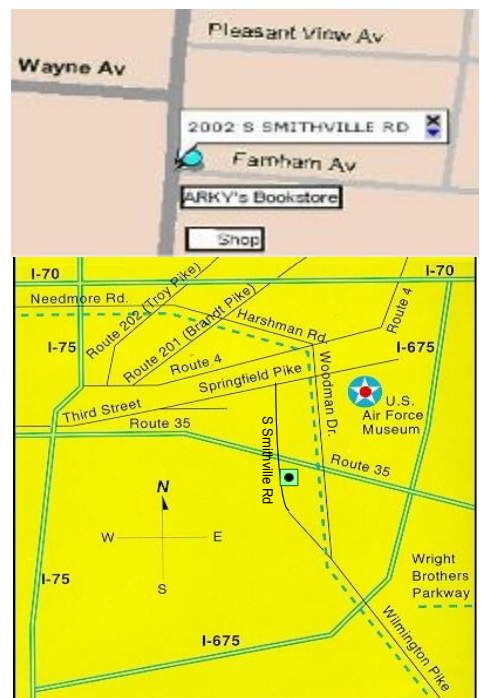 Pleasant View Av
Wayne Av
2002 S SMITHVILLE RD
Farnham Av
ARKY's Bookstore
Shop
I-70
I-70
Needmore Rd.
Route 202 (Troy Pike)
Route 201 (Brandt Pike)
Harshman Rd.
Route 4
I-75
Route 4
I-675
Springfield Pike
Woodman Dr.
Third Street
U.S.
Air Force
Museum
Route 35
S Smithville Rd
Route 35
N
W
E
S
I-75
Wright
Brothers
Parkway
I-675
Wilmington Pike